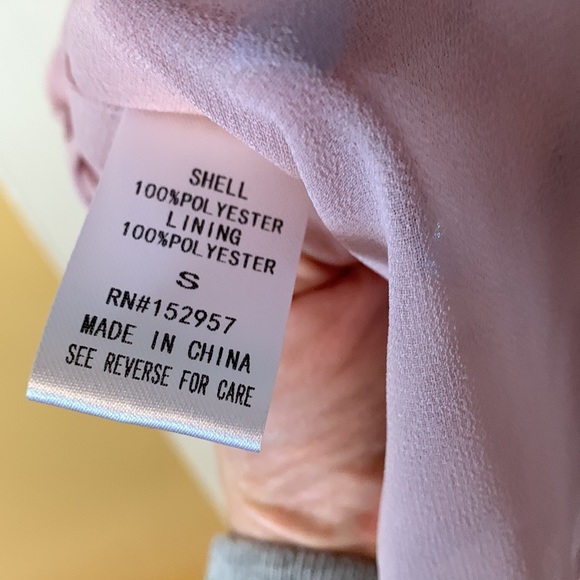 SHELL
100%POLYESTER
LINING
100%POLYESTER
S
RN#152957
MADE IN CHINA
SEE REVERSE FOR CARE